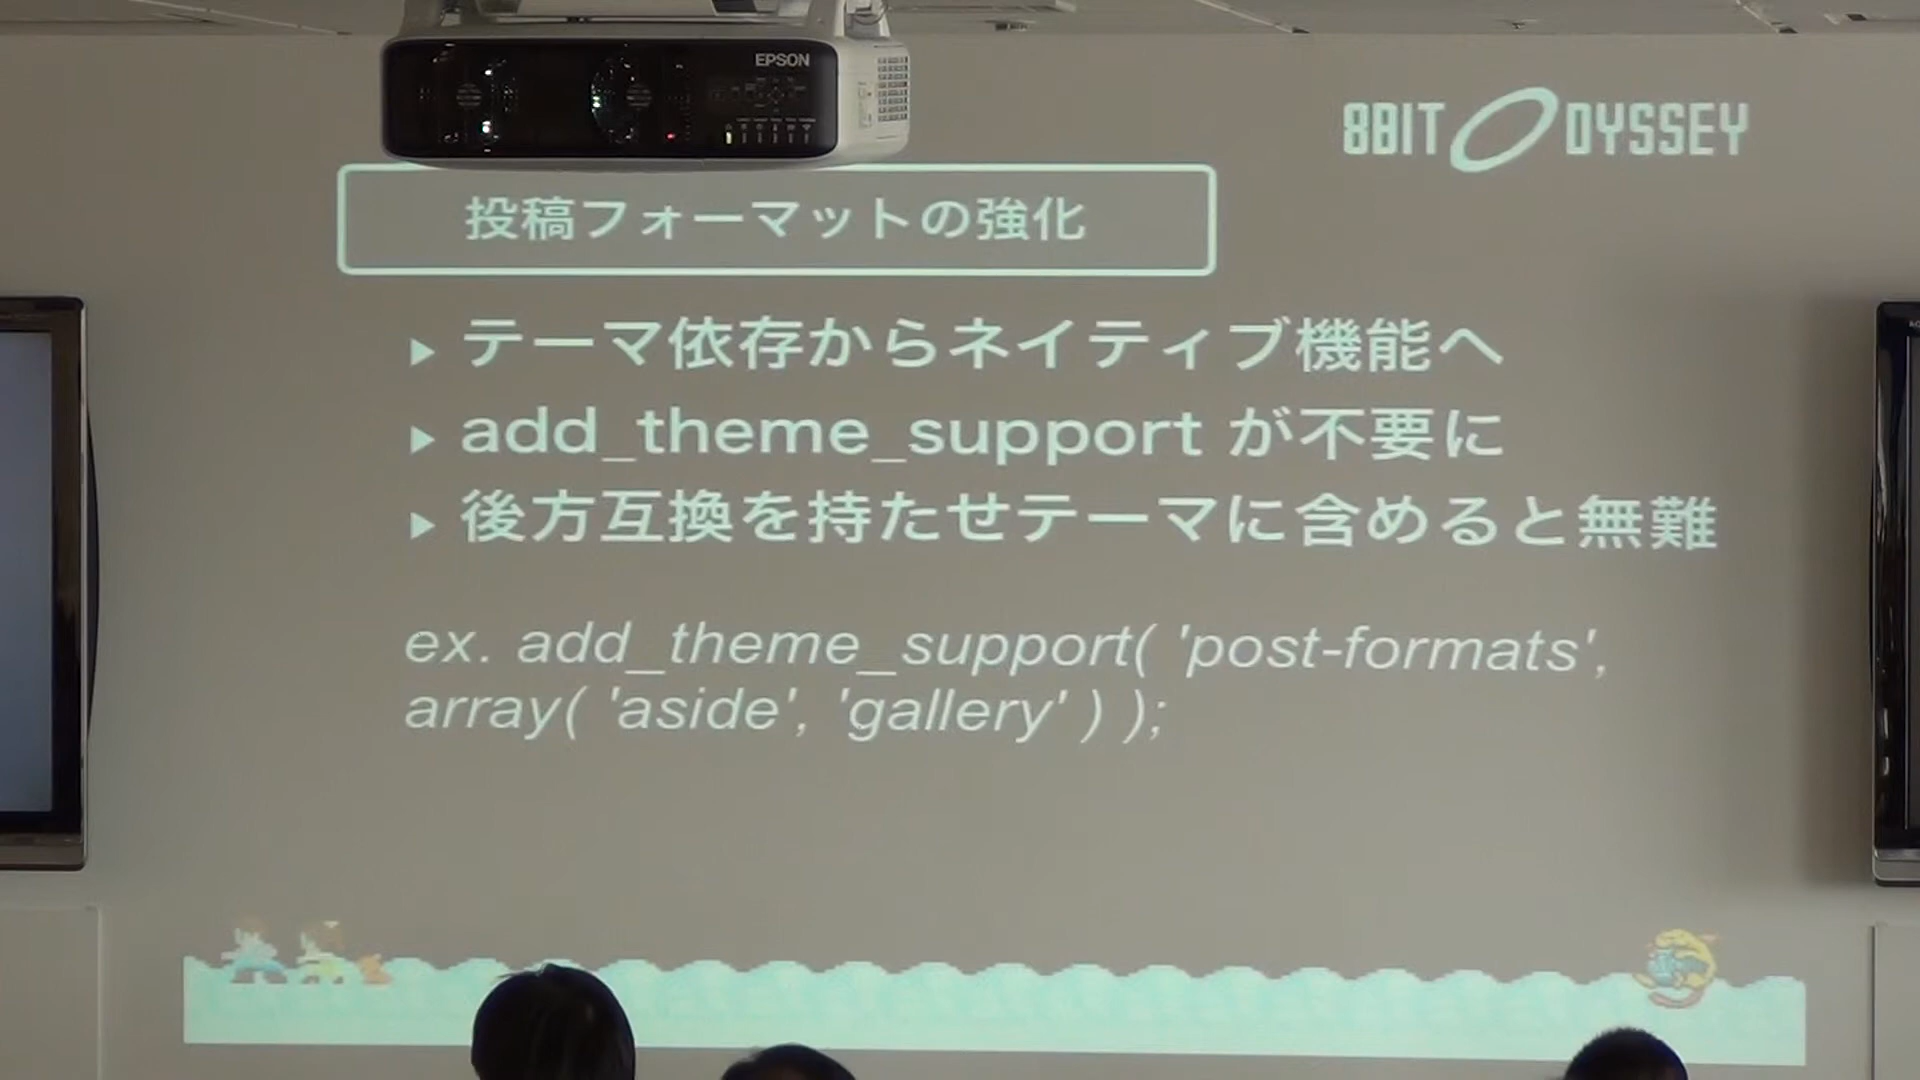 EPSON
8BIT ODYSSEY
投稿フォーマットの強化
▸ テーマ依存からネイティブ機能へ
▸ add_theme_support が不要に
▸ 後方互換を持たせテーマに含めると無難
ex. add_theme_support( 'post-formats',
array( 'aside', 'gallery' ) );